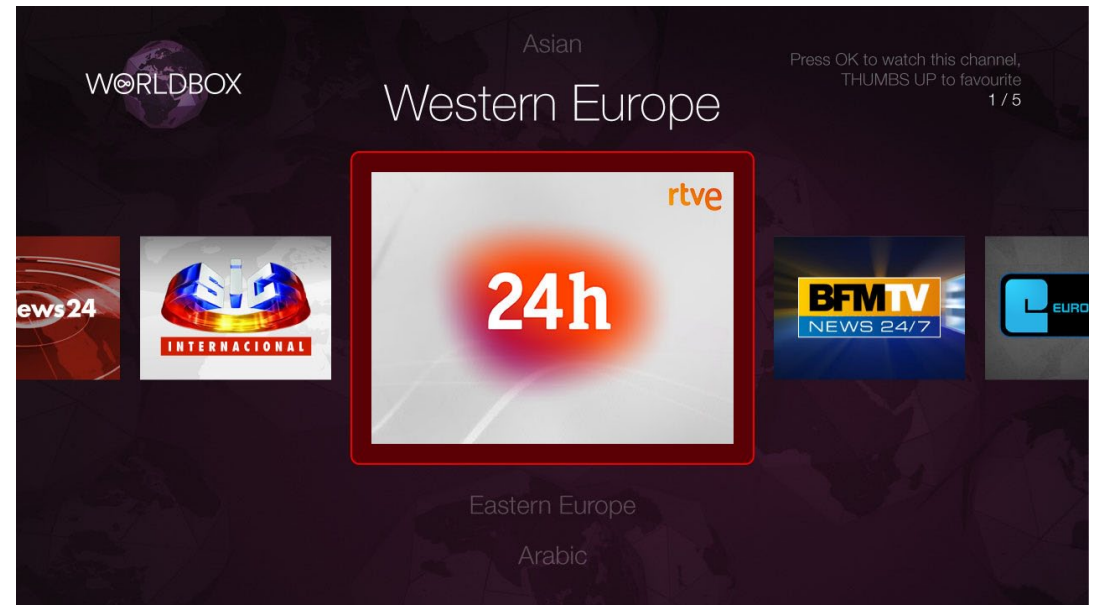 Asian
Press OK to watch this channel,
THUMBS UP to favourite
1 / 5
WORLDBOX
Western Europe
rtve
24h
ews24
SiC
INTERNACIONAL
BFMTV
NEWS 24/7
EURO
Eastern Europe
Arabic